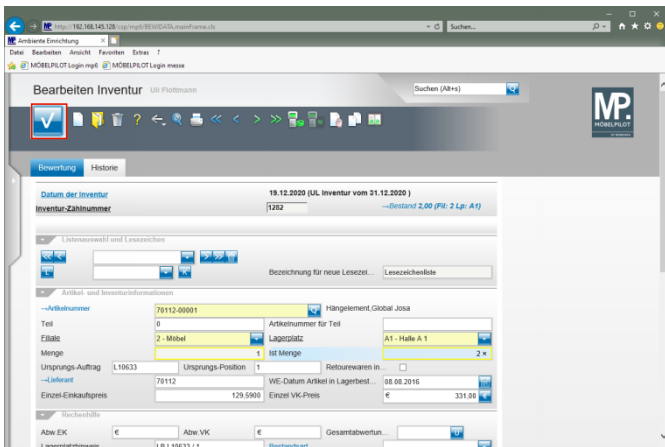 http://192.168.145.128/csp/mp6/BEWIDATA.mainFrame.cls
Suchen...
Ambiente Einrichtung
Datei Bearbeiten Ansicht Favoriten Extras ?
MÖBELPILOT Login mp6 MÖBELPILOT Login messe
Bearbeiten Inventur Uli Flottmann
Suchen (Alt+s)
MP.
MÖBELPILOT
Bewertung Historie
Datum der Inventur 19.12.2020 (UL Inventur vom 31.12.2020 )
Inventur-Zählnummer 1282 →Bestand 2,00 (Fil: 2 Lp: A1)
Listenauswahl und Lesezeichen
L K Bezeichnung für neue Lesezei... Lesezeichenliste
Artikel- und Inventurinformationen
→Artikelnummer 70112-00001 Hängelement,Global Josa
Teil 0 Artikelnummer für Teil
Filiale 2 - Möbel Lagerplatz A1 - Halle A 1
Menge 1 Ist Menge 2 ×
Ursprungs-Auftrag L10633 Ursprungs-Position 1 Retourewaren in...
→Lieferant 70112 WE-Datum Artikel in Lagerbest... 08.08.2016
Einzel-Einkaufspreis 129,5900 Einzel VK-Preis € 331,00
Rechenhilfe
Abw.EK € Abw.VK € Gesamtabwertun...
Lagerplatzhinweis LB L10633 / 1 Bestandsart